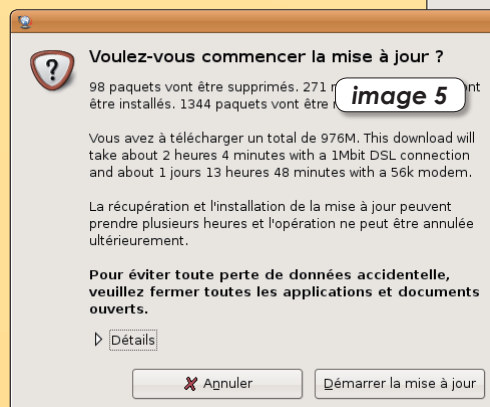 Voulez-vous commencer la mise à jour ?
98 paquets vont être supprimés. 271
être installés. 1344 paquets vont être
image 5
Vous avez à télécharger un total de 976M. This download will
take about 2 heures 4 minutes with a 1Mbit DSL connection
and about 1 jours 13 heures 48 minutes with a 56k modem.
La récupération et l'installation de la mise à jour peuvent
prendre plusieurs heures et l'opération ne peut être annulée
ultérieurement.
Pour éviter toute perte de données accidentelle,
veuillez fermer toutes les applications et documents
ouverts.
Détails
Annuler
Démarrer la mise à jour